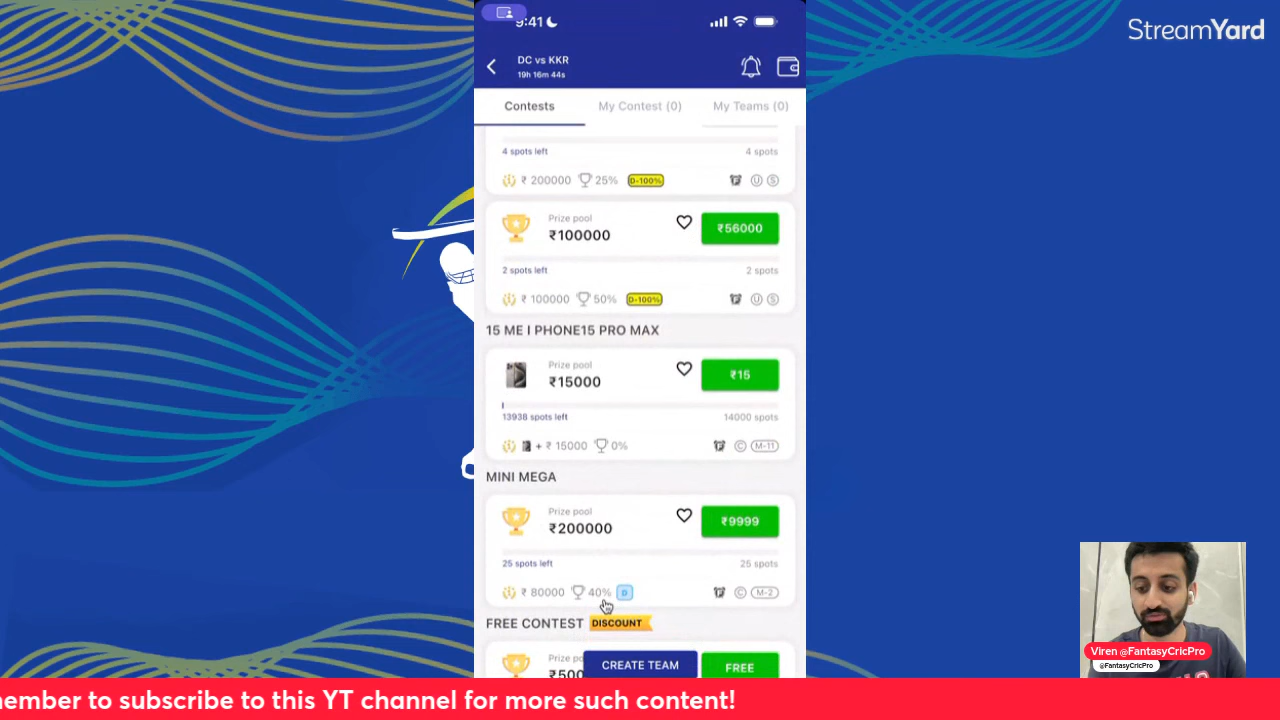 StreamYard
9:41
DC vs KKR
19h 16m 44s
Contests
My Contest (0)
My Teams (0)
4 spots left
4 spots
₹ 200000
25%
D-100%
U
S
Prize pool
₹100000
₹56000
2 spots left
2 spots
₹ 100000
50%
D-100%
U
S
15 ME I PHONE15 PRO MAX
Prize pool
₹15000
₹15
13938 spots left
14000 spots
+ ₹ 15000
0%
C
M-11
MINI MEGA
Prize pool
₹200000
₹9999
25 spots left
25 spots
₹ 80000
40%
D
C
M-2
FREE CONTEST
DISCOUNT
₹500
CREATE TEAM
FREE
Viren @FantasyCricPro
@FantasyCricPro
to subscribe to this YT channel for more such content!